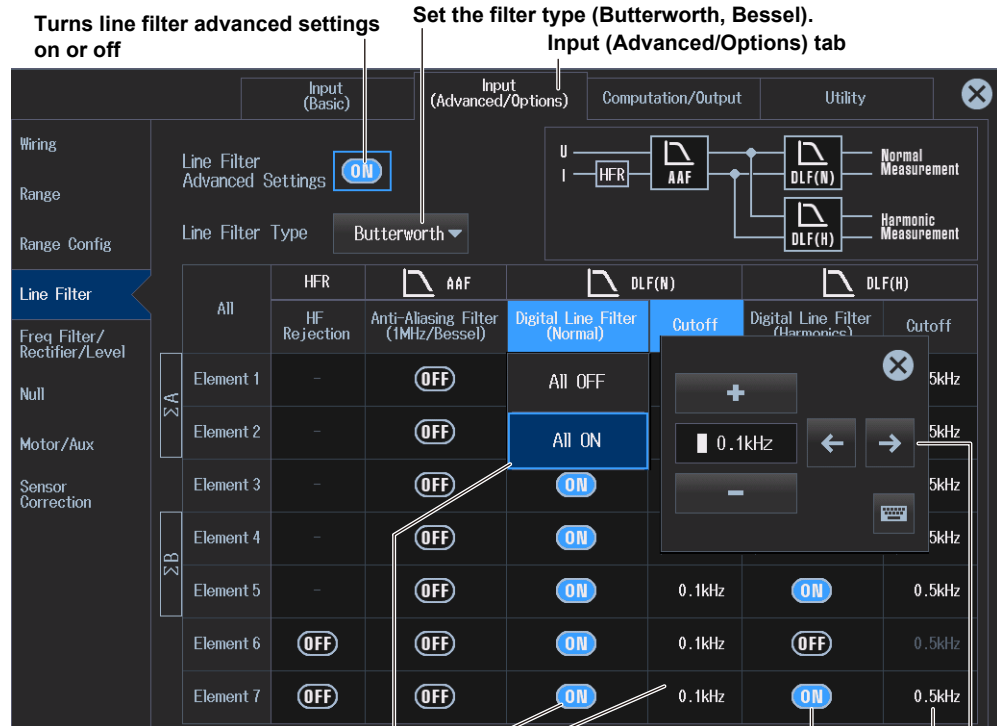 Turns line filter advanced settings
on or off
Set the filter type (Butterworth, Bessel).
Input (Advanced/Options) tab
Input
(Basic)
Input
(Advanced/Options)
Computation/Output
Utility
Wiring
Range
Range Config
Line Filter
Freq Filter/
Rectifier/Level
Null
Motor/Aux
Sensor
Correction
Line Filter
Advanced Settings
ON
Line Filter Type
Butterworth
U
I
HFR
AAF
DLF(N)
Normal
Measurement
DLF(H)
Harmonic
Measurement
All
HFR
AAF
DLF(N)
DLF(H)
HF
Rejection
Anti-Aliasing Filter
(1MHz/Bessel)
Digital Line Filter
(Normal)
Cutoff
Digital Line Filter
(Harmonics)
Cutoff
ΣA
Element 1 - OFF 5kHz
Element 2 - OFF 5kHz
Element 3 - OFF ON 5kHz
ΣB
Element 4 - OFF ON 5kHz
Element 5 - OFF ON 0.1kHz ON 0.5kHz
Element 6 OFF OFF ON 0.1kHz OFF 0.5kHz
Element 7 OFF OFF ON 0.1kHz ON 0.5kHz
All OFF
All ON
+
0.1kHz
← →
−